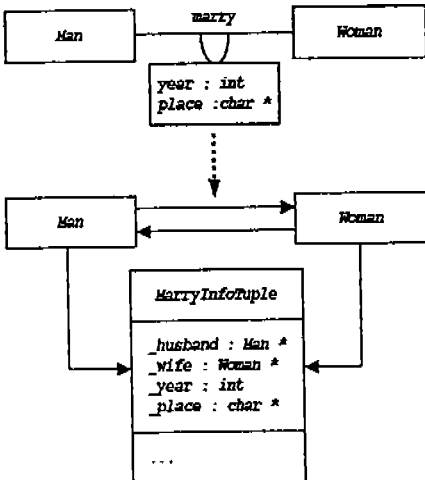 marry
Man
Woman
year : int
place :char *
Man
Woman
MarryInfoTuple
_husband : Man *
_wife : Woman *
_year : int
_place : char *
...